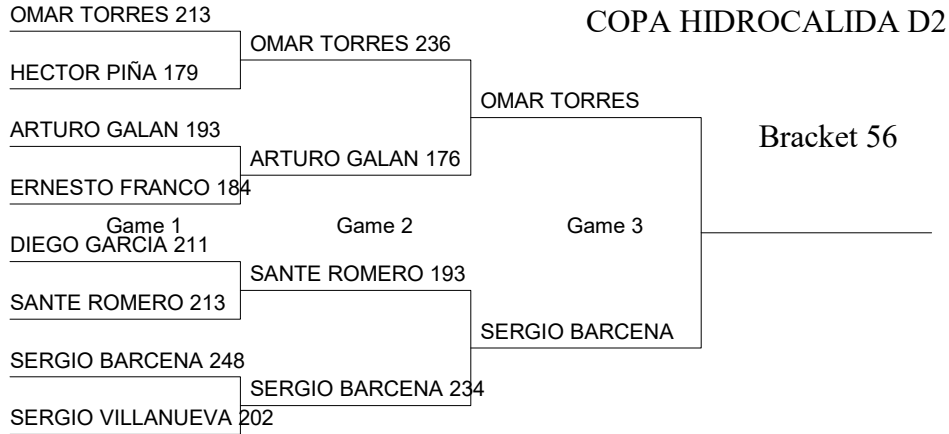 OMAR TORRES 213
COPA HIDROCALIDA D2
OMAR TORRES 236
HECTOR PIÑA 179
OMAR TORRES
ARTURO GALAN 193
Bracket 56
ARTURO GALAN 176
ERNESTO FRANCO 184
Game 1
Game 2
Game 3
DIEGO GARCIA 211
SANTE ROMERO 193
SANTE ROMERO 213
SERGIO BARCENA
SERGIO BARCENA 248
SERGIO BARCENA 234
SERGIO VILLANUEVA 202